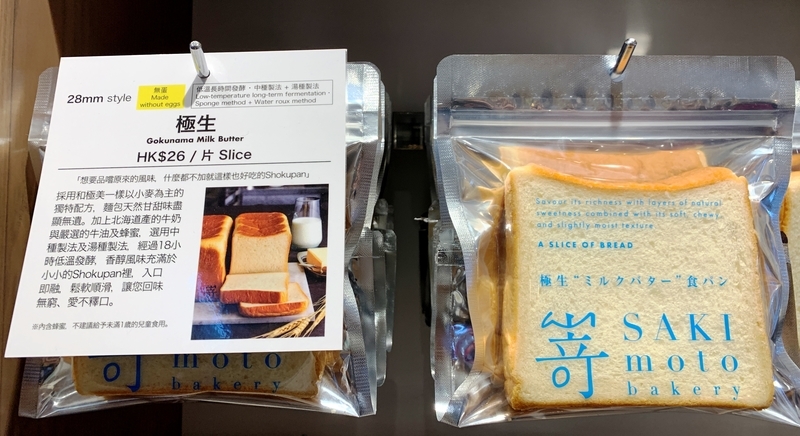 28mm style
無蛋
Made
without eggs
低溫長時間發酵・中種製法 + 湯種製法
Low-temperature long-term fermentation・
Sponge method + Water roux method
極生
Gokunama Milk Butter
HK$26 / 片 Slice
「想要品嚐原來的風味，什麼都不加就這樣也好吃的Shokupan」
採用和極美一樣以小麥為主的
獨特配方，麵包天然甘甜味盡
顯無遺。加上北海道產的牛奶
與嚴選的牛油及蜂蜜，選用中
種製法及湯種製法，經過18小
時低溫發酵，香醇風味充滿於
小小的Shokupan裡，入口
即融，鬆軟順滑，讓您回味
無窮、愛不釋口。
※內含蜂蜜，不建議給予未滿1歲的兒童食用。
嵜
moto
bakery
Savour its richness with layers of natural
sweetness combined with its soft, chewy
and slightly moist texture.
A SLICE OF BREAD
極生“ミルクバター”食パン
嵜 SAKI
moto
bakery